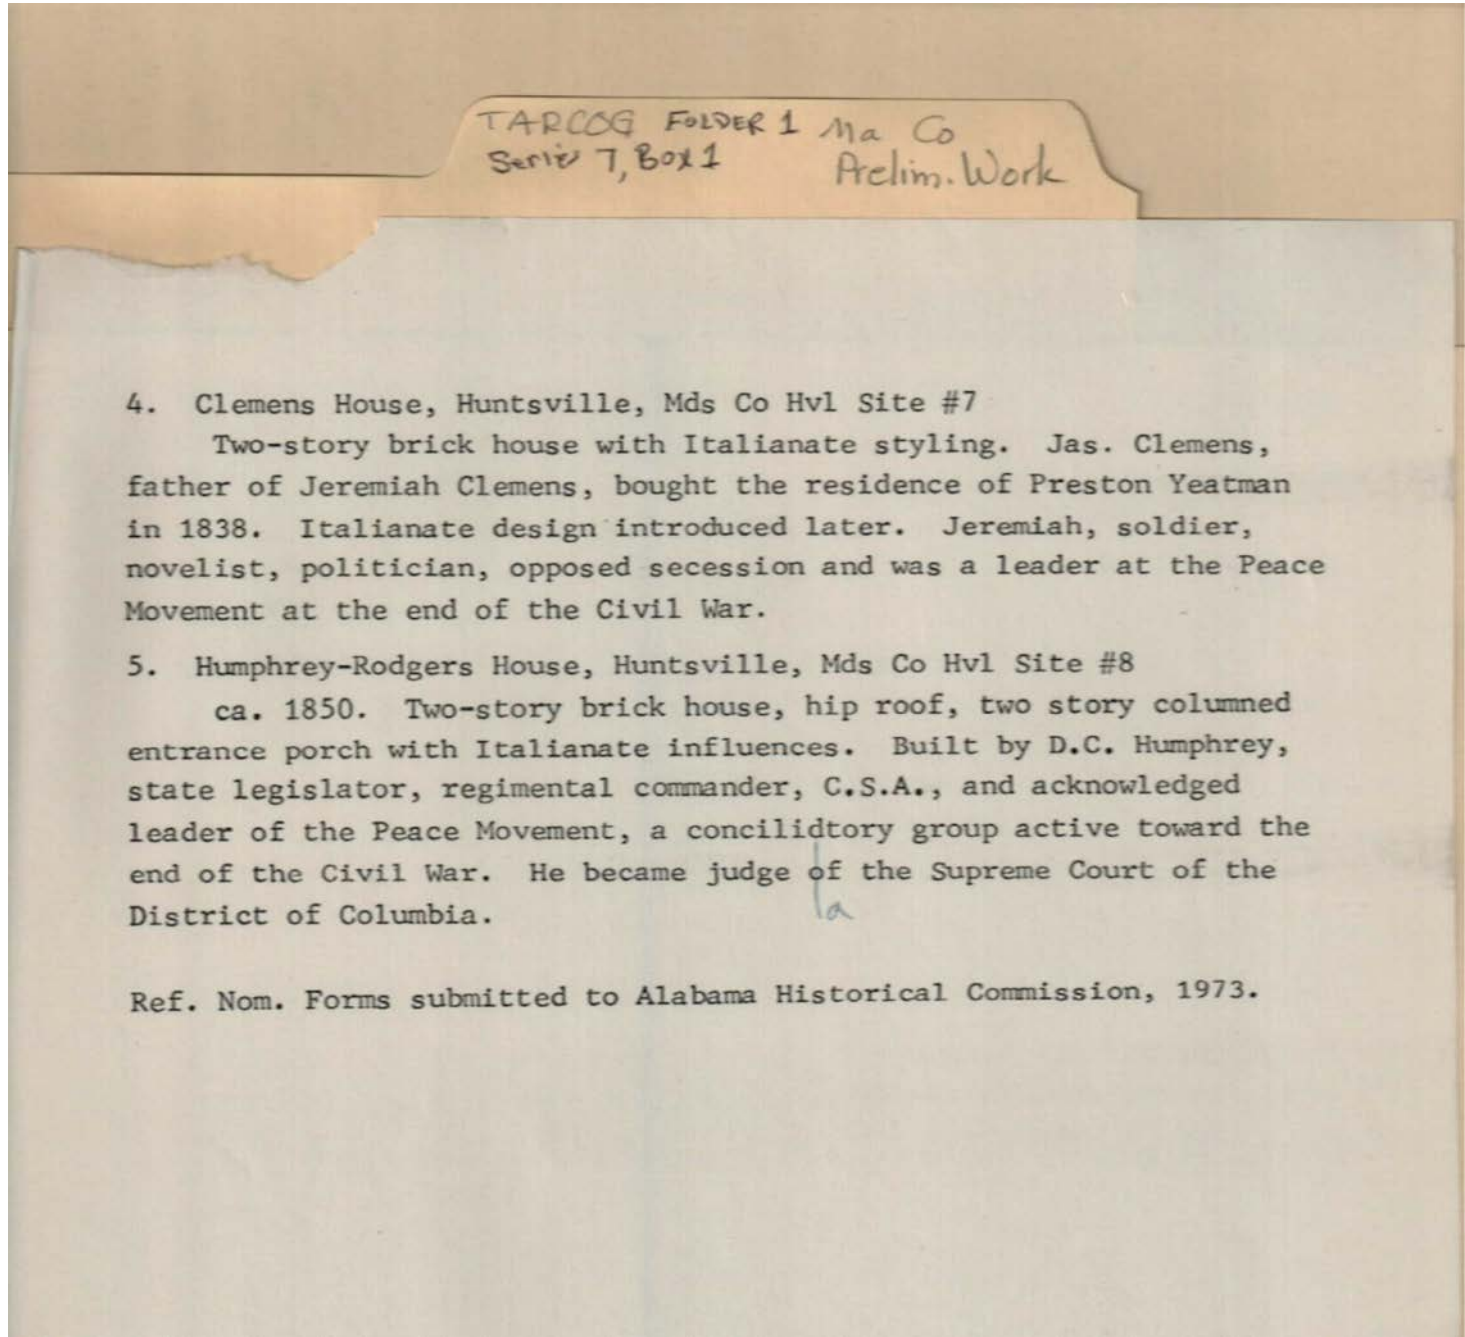 TARCOG FOLDER 1 Ma Co
Series 7, Box 1 Prelim. Work
4. Clemens House, Huntsville, Mds Co Hvl Site #7
Two-story brick house with Italianate styling. Jas. Clemens,
father of Jeremiah Clemens, bought the residence of Preston Yeatman
in 1838. Italianate design introduced later. Jeremiah, soldier,
novelist, politician, opposed secession and was a leader at the Peace
Movement at the end of the Civil War.
5. Humphrey-Rodgers House, Huntsville, Mds Co Hvl Site #8
ca. 1850. Two-story brick house, hip roof, two story columned
entrance porch with Italianate influences. Built by D.C. Humphrey,
state legislator, regimental commander, C.S.A., and acknowledged
leader of the Peace Movement, a concilidtory group active toward the
end of the Civil War. He became judge of the Supreme Court of the
a
District of Columbia.
Ref. Nom. Forms submitted to Alabama Historical Commission, 1973.